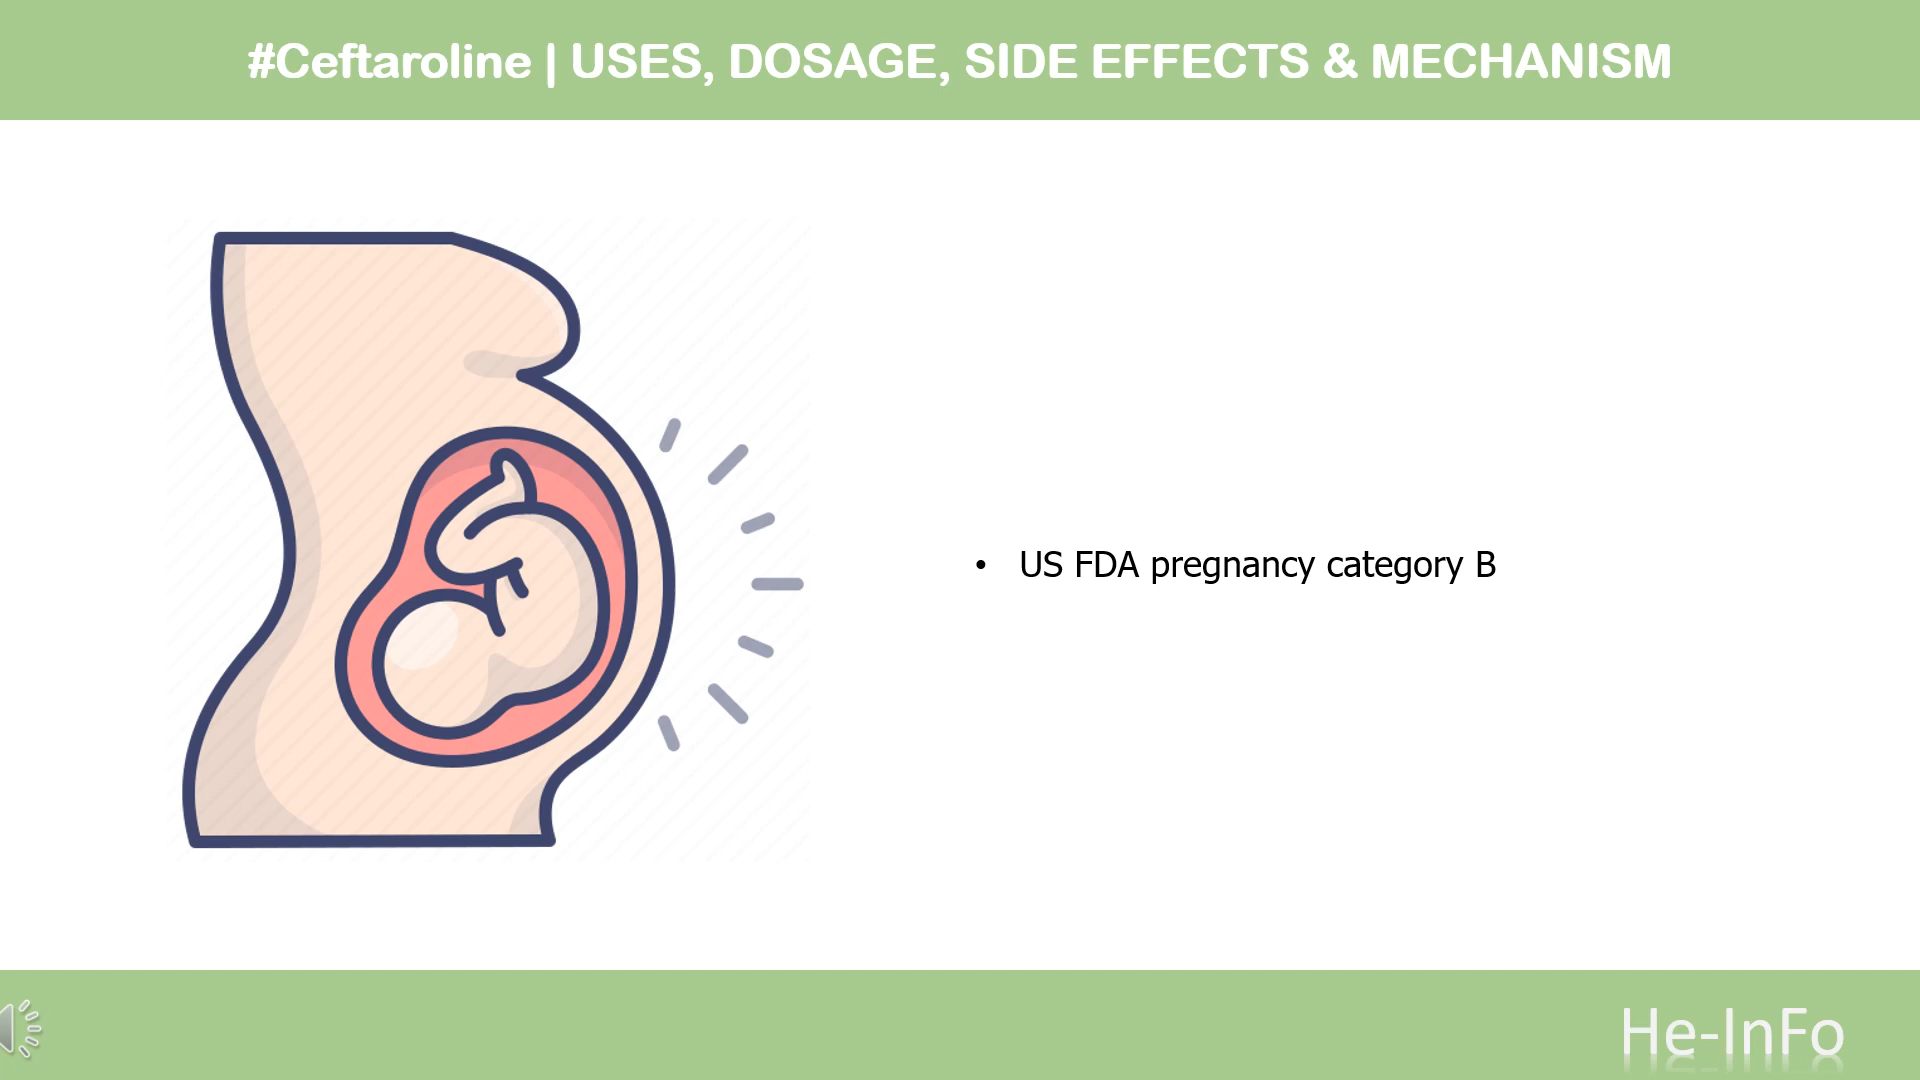 #Ceftaroline | USES, DOSAGE, SIDE EFFECTS & MECHANISM
• US FDA pregnancy category B
He-InFo